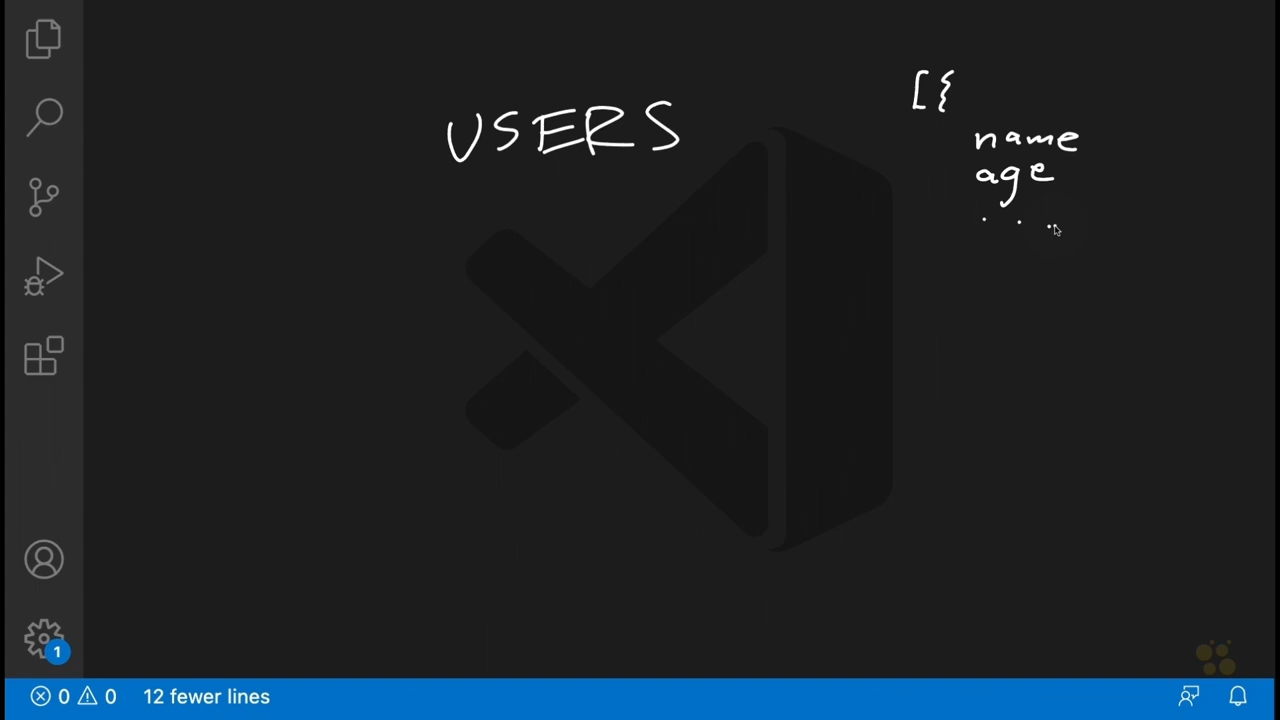 USERS
[{
name
age
. . ..
1
0 0 12 fewer lines